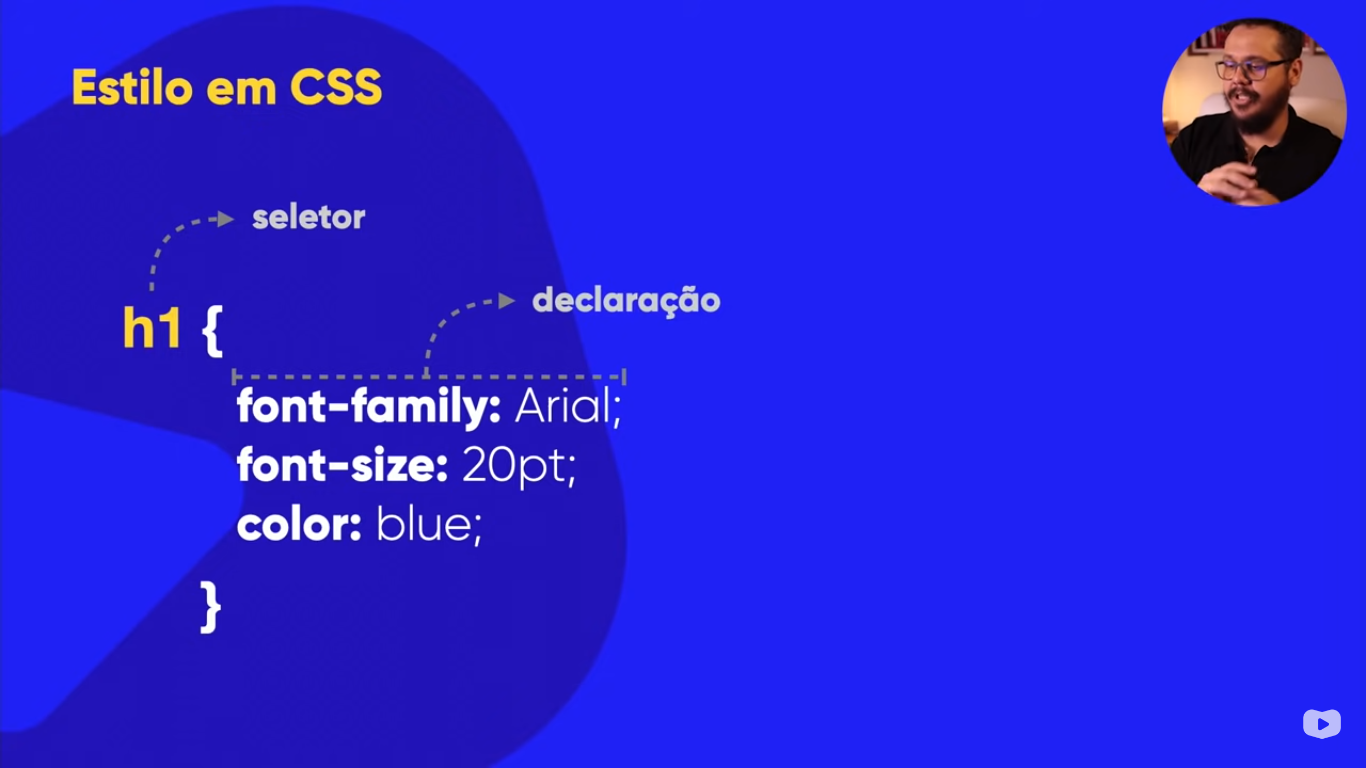 Estilo em CSS
seletor
declaração
h1 {
font-family: Arial;
font-size: 20pt;
color: blue;
}